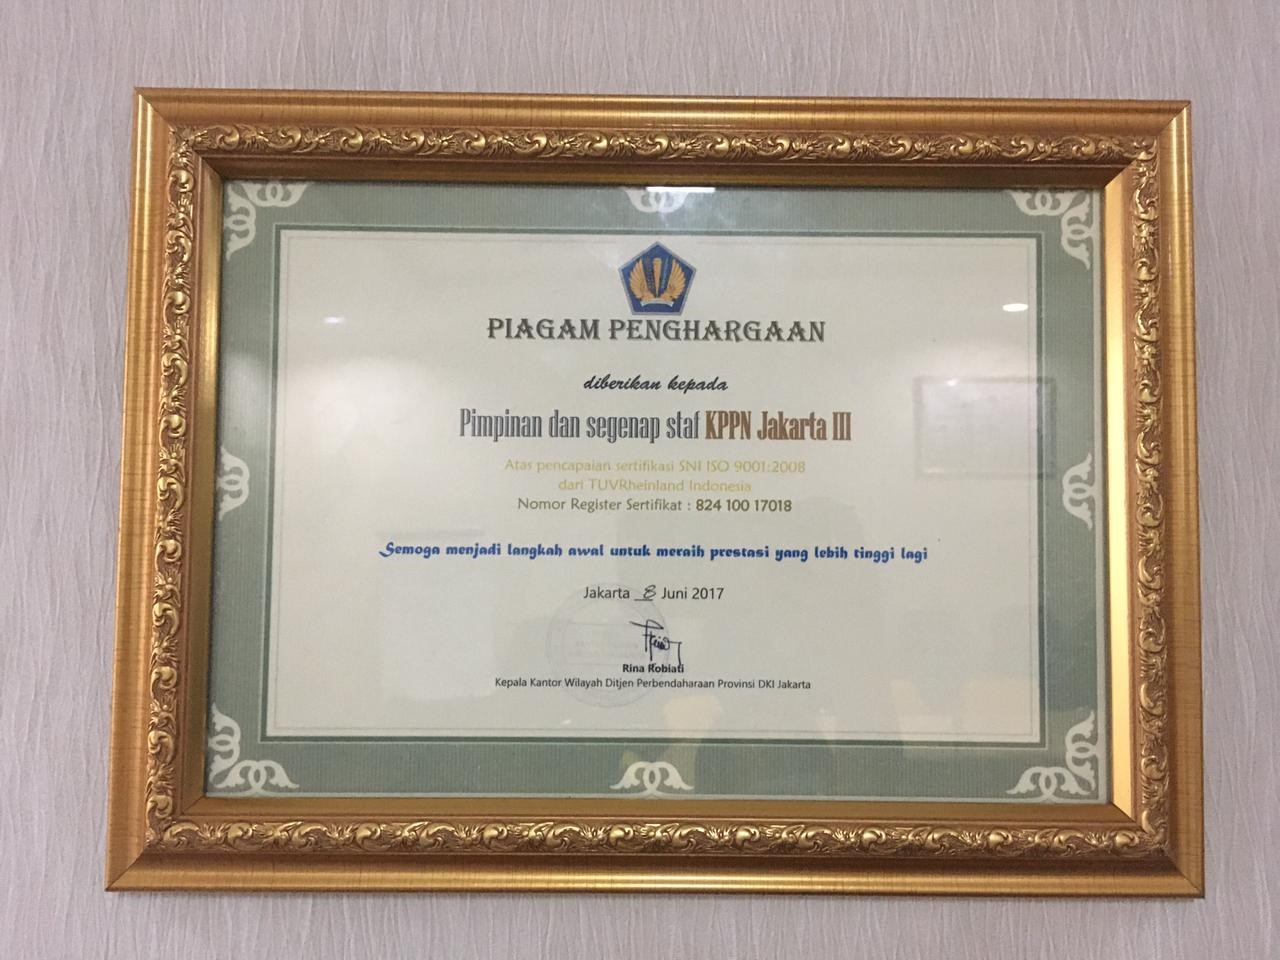 PIAGAM PENGHARGAAN
diberikan kepada
Pimpinan dan segenap staf KPPN Jakarta III
Atas pencapaian sertifikasi SNI ISO 9001:2008
dari TUVRheinland Indonesia
Nomor Register Sertifikat : 824 100 17018
Semoga menjadi langkah awal untuk meraih prestasi yang lebih tinggi lagi
Jakarta 8 Juni 2017
Rina Robiati
Kepala Kantor Wilayah Ditjen Perbendaharaan Provinsi DKI Jakarta